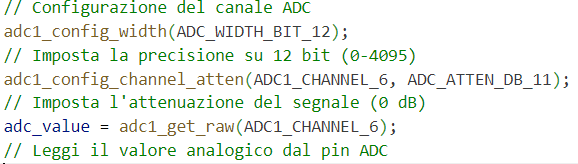 // Configurazione del canale ADC
adc1_config_width(ADC_WIDTH_BIT_12);
// Imposta la precisione su 12 bit (0-4095)
adc1_config_channel_atten(ADC1_CHANNEL_6, ADC_ATTEN_DB_11);
// Imposta l'attenuazione del segnale (0 dB)
adc_value = adc1_get_raw(ADC1_CHANNEL_6);
// Leggi il valore analogico dal pin ADC